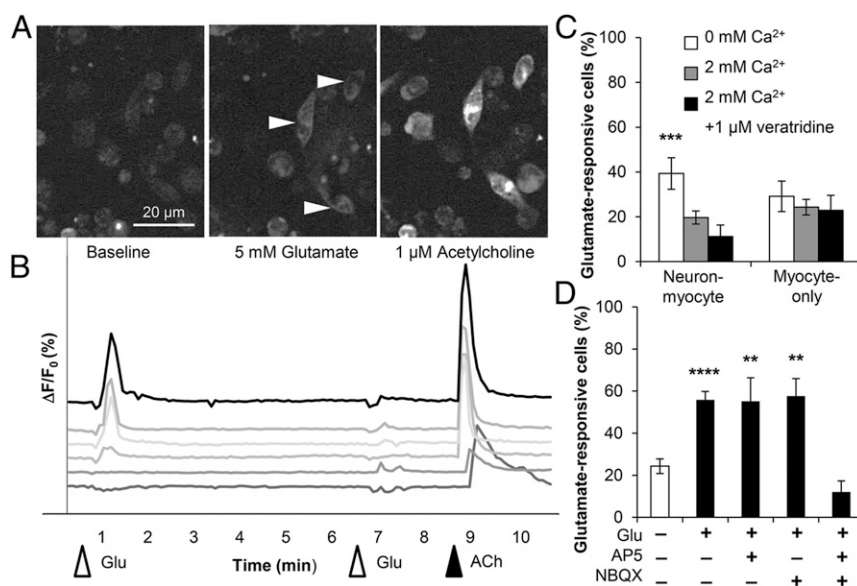 A
20 µm
Baseline
5 mM Glutamate
1 µM Acetylcholine
B
ΔF/F₀ (%)
1 2 3 4 5 6 7 8 9 10
Glu
Time (min)
Glu
ACh
C
Glutamate-responsive cells (%)
100
80
60
40
20
0
0 mM Ca²⁺
2 mM Ca²⁺
2 mM Ca²⁺
+1 µM veratridine
***
Neuron-
myocyte
Myocyte-
only
D
Glutamate-responsive cells (%)
100
80
60
40
20
0
****
**
**
Glu − + + + +
AP5 − − + − +
NBQX − − − + +